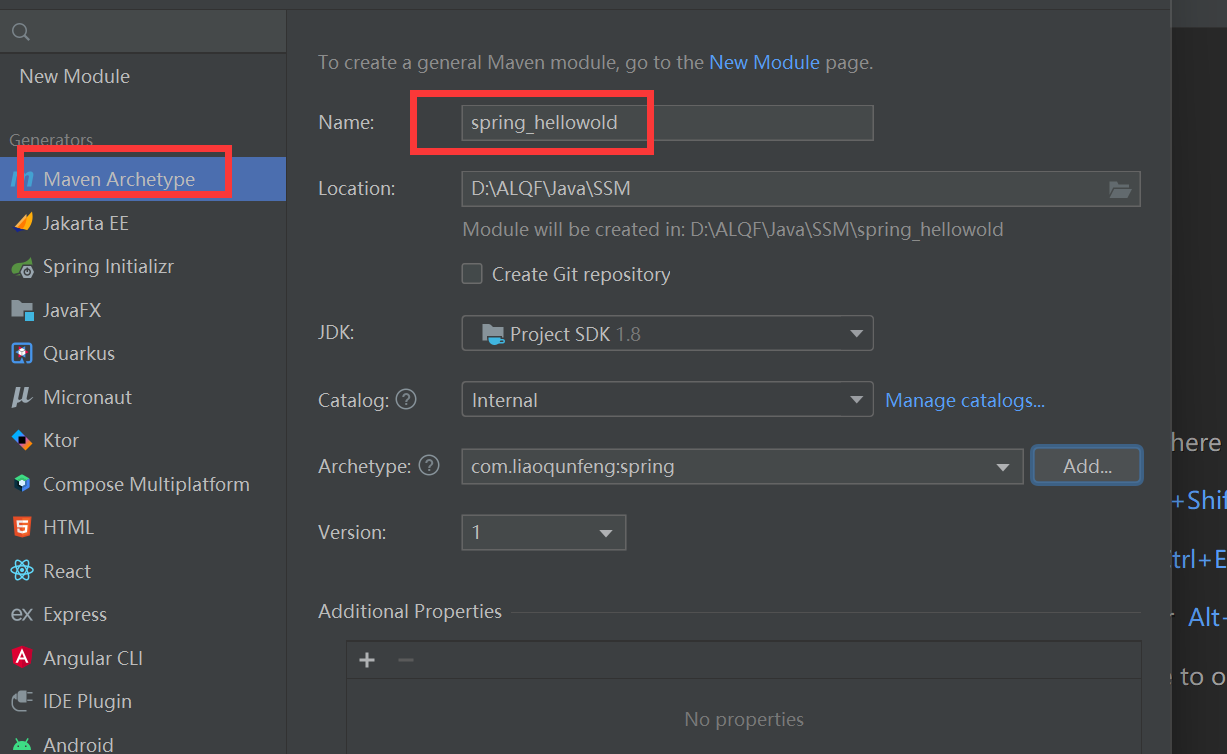 New Module
Generators
Maven Archetype
Jakarta EE
Spring Initializr
JavaFX
Quarkus
Micronaut
Ktor
Compose Multiplatform
HTML
React
ex Express
Angular CLI
IDE Plugin
Android
To create a general Maven module, go to the New Module page.
Name: spring_hellowold
Location: D:\ALQF\Java\SSM
Module will be created in: D:\ALQF\Java\SSM\spring_hellowold
Create Git repository
JDK: Project SDK 1.8
Catalog: ? Internal Manage catalogs...
Archetype: ? com.liaoqunfeng:spring Add...
Version: 1
Additional Properties
+ −
No properties
here
+Shif
trl+E
Alt-
to o